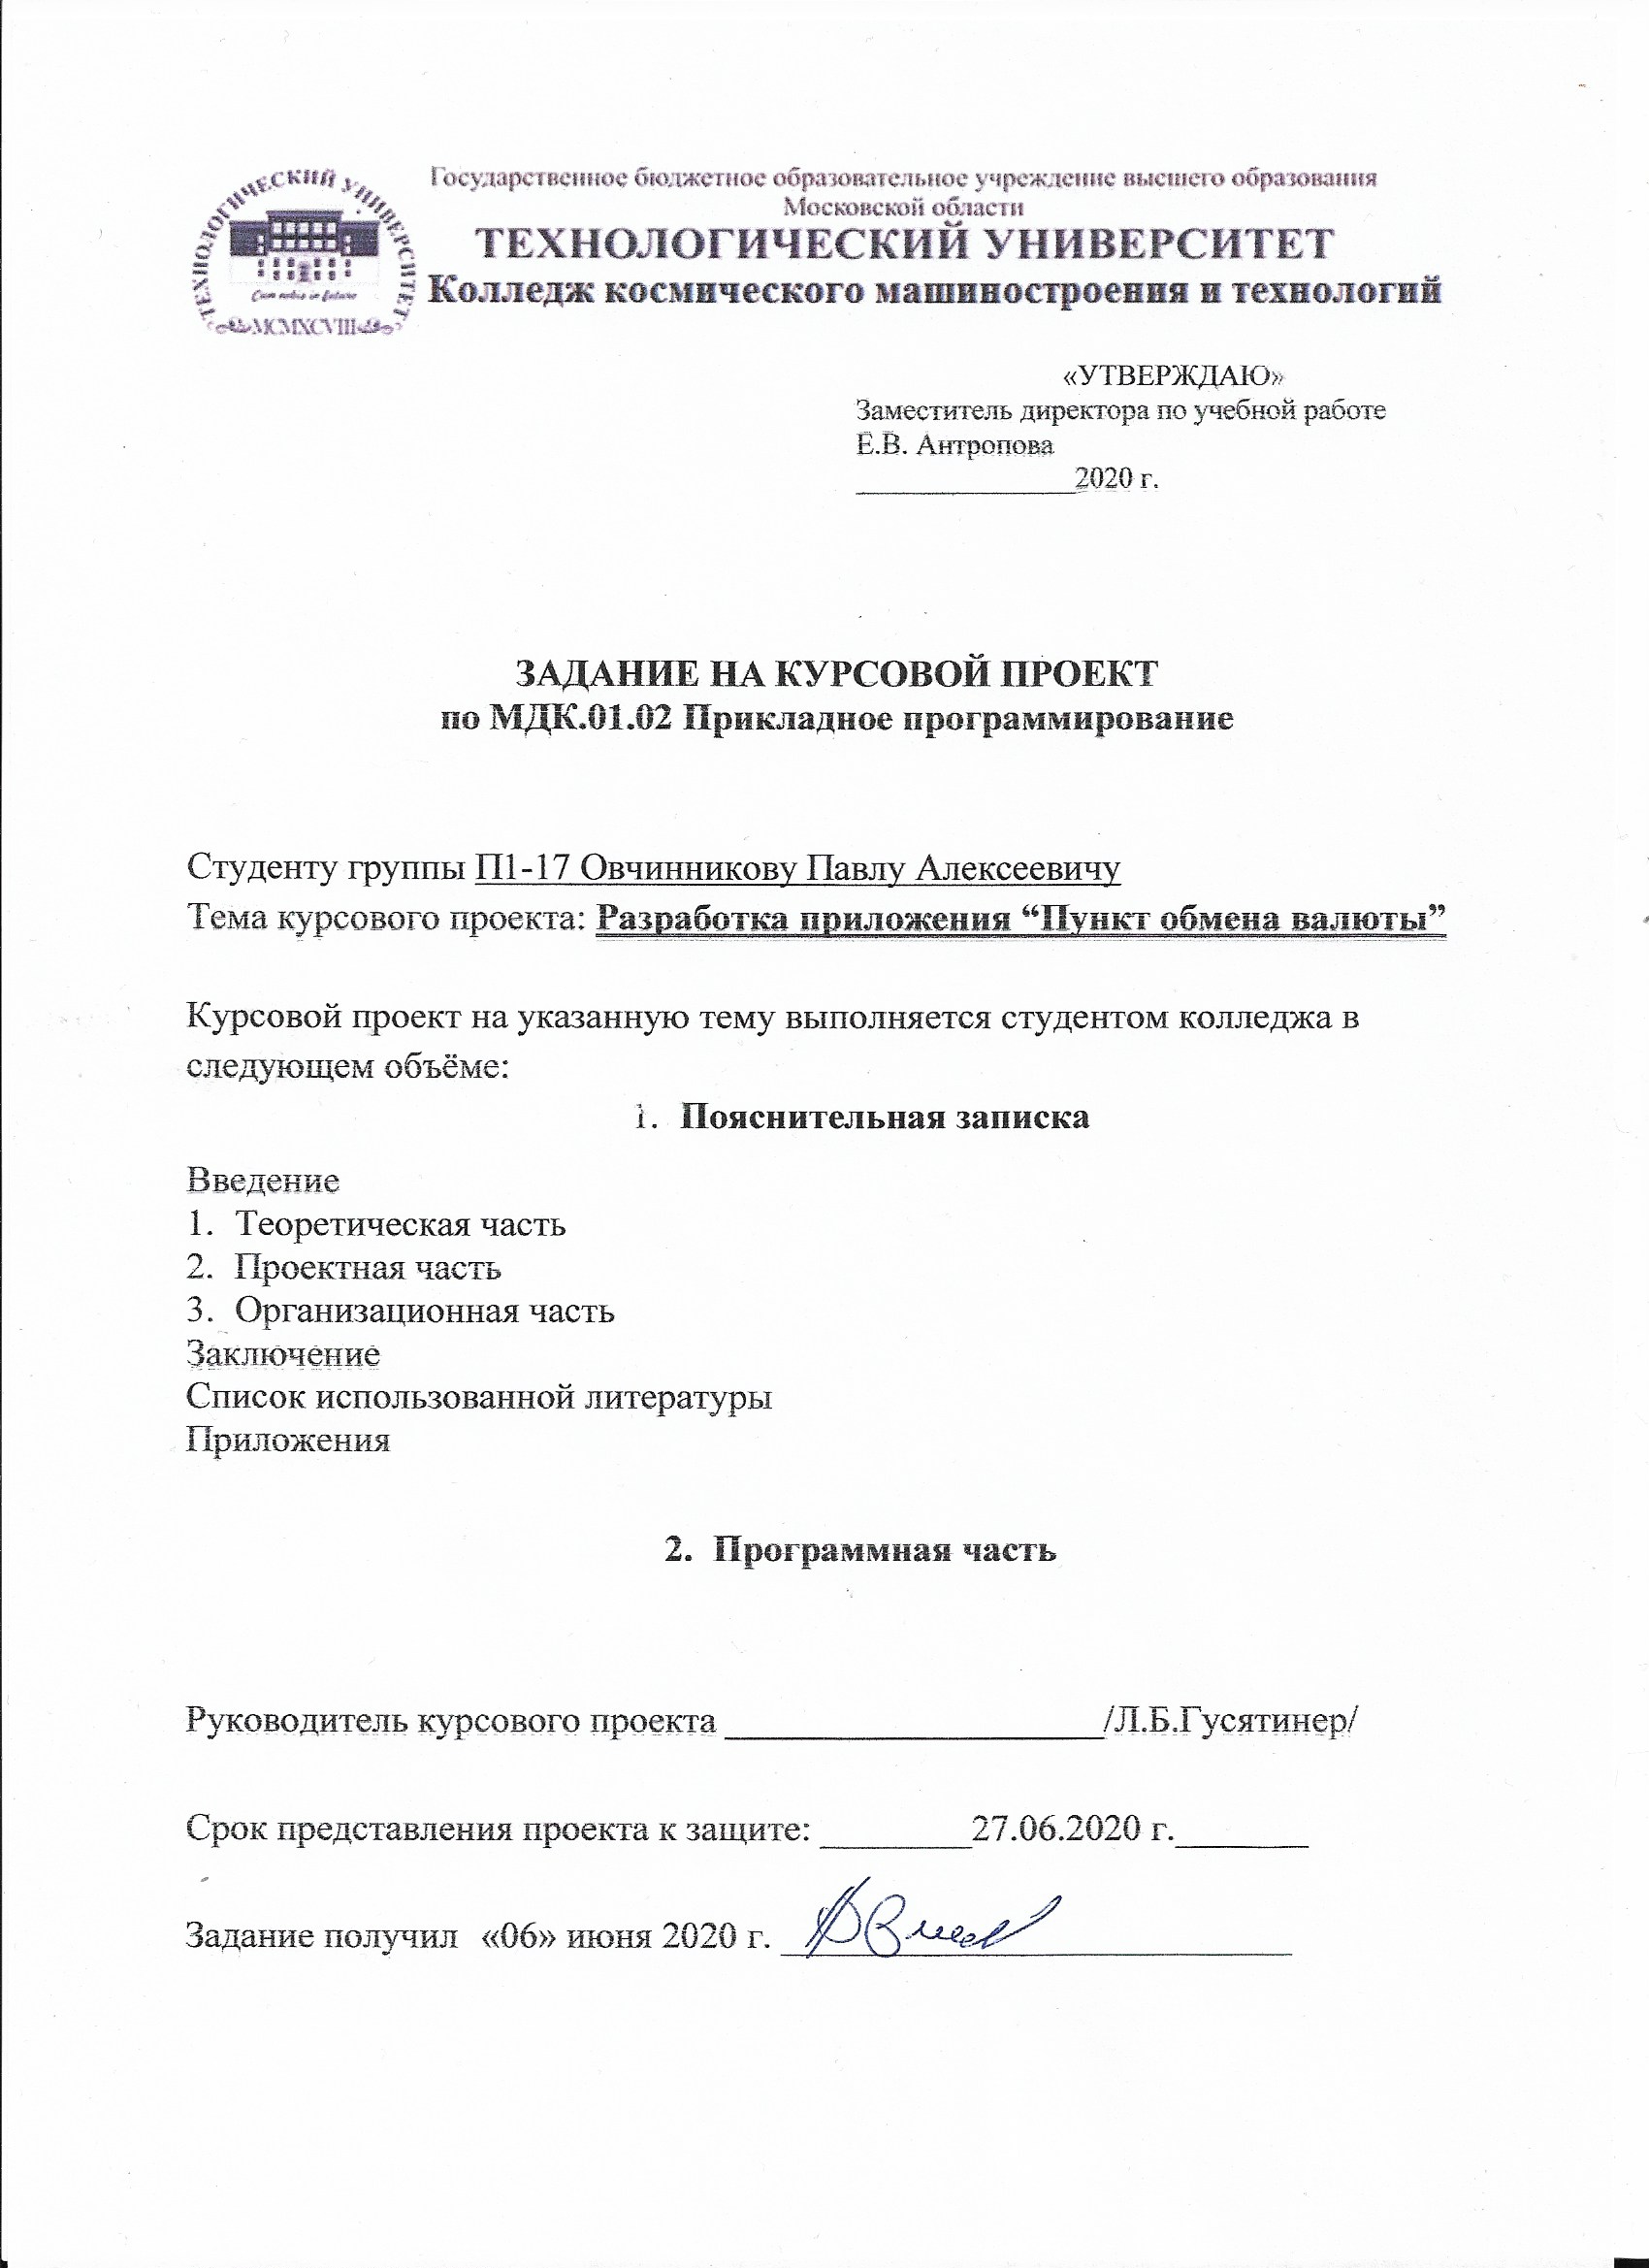 ТЕХНОЛОГИЧЕСКИЙ УНИВЕРСИТЕТ
MCMXCVIII
Государственное бюджетное образовательное учреждение высшего образования
Московской области
ТЕХНОЛОГИЧЕСКИЙ УНИВЕРСИТЕТ
Колледж космического машиностроения и технологий
«УТВЕРЖДАЮ»
Заместитель директора по учебной работе
Е.В. Антропова
_______________2020 г.
ЗАДАНИЕ НА КУРСОВОЙ ПРОЕКТ
по МДК.01.02 Прикладное программирование
Студенту группы П1-17 Овчинникову Павлу Алексеевичу
Тема курсового проекта: Разработка приложения “Пункт обмена валюты”
Курсовой проект на указанную тему выполняется студентом колледжа в
следующем объёме:
1. Пояснительная записка
Введение
1. Теоретическая часть
2. Проектная часть
3. Организационная часть
Заключение
Список использованной литературы
Приложения
2. Программная часть
Руководитель курсового проекта ____________________/Л.Б.Гусятинер/
Срок представления проекта к защите: ________27.06.2020 г._______
Задание получил «06» июня 2020 г. ___________________________